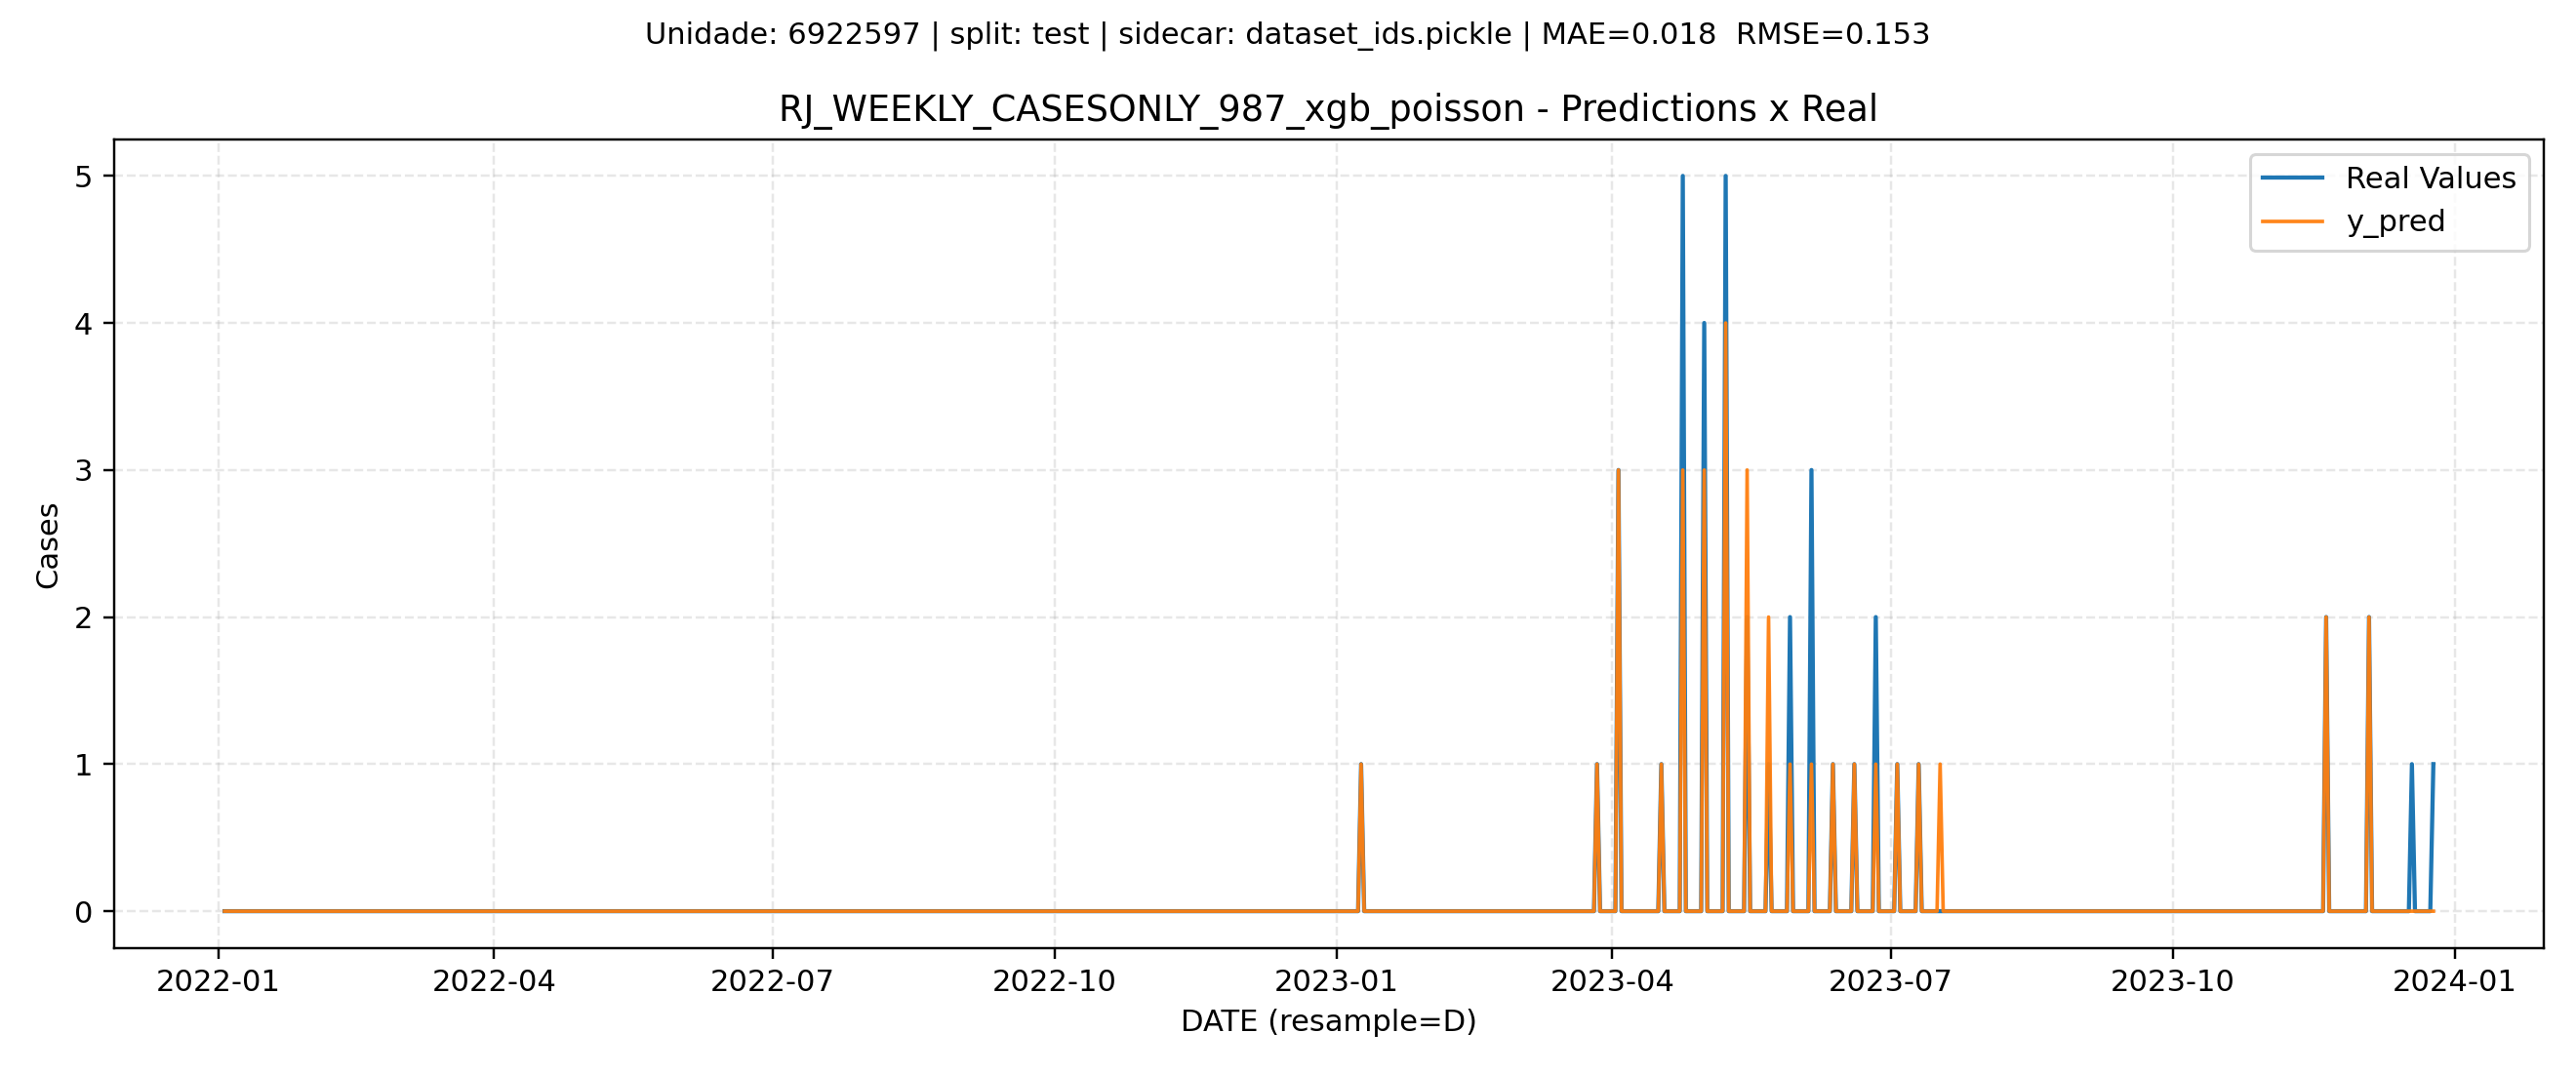 Unidade: 6922597 | split: test | sidecar: dataset_ids.pickle | MAE=0.018  RMSE=0.153
RJ_WEEKLY_CASESONLY_987_xgb_poisson - Predictions x Real
Real Values
y_pred
5
4
3
2
1
0
Cases
2022-01 2022-04 2022-07 2022-10 2023-01 2023-04 2023-07 2023-10 2024-01
DATE (resample=D)